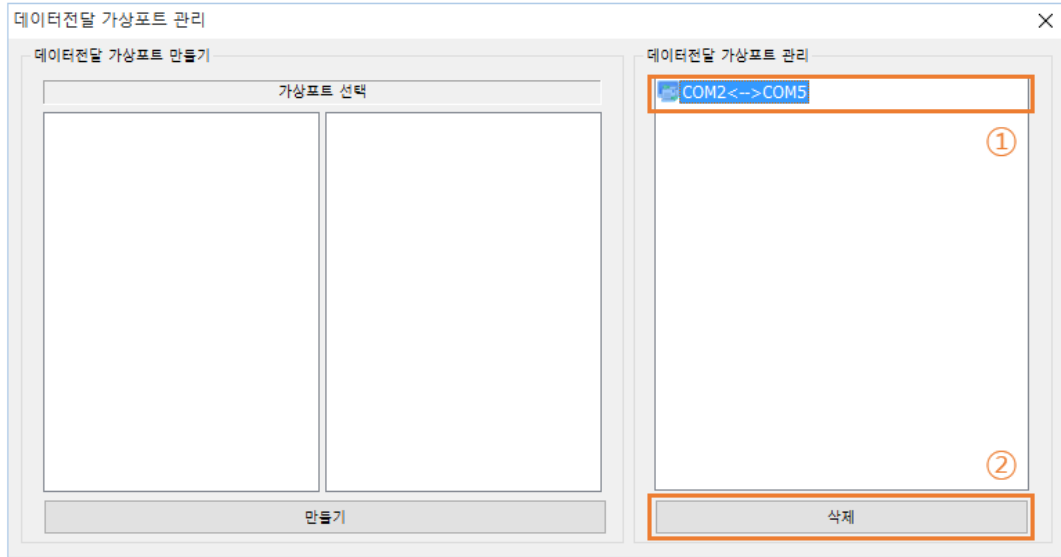 데이터전달 가상포트 관리
데이터전달 가상포트 만들기
가상포트 선택
만들기
데이터전달 가상포트 관리
COM2<-->COM5
①
②
삭제